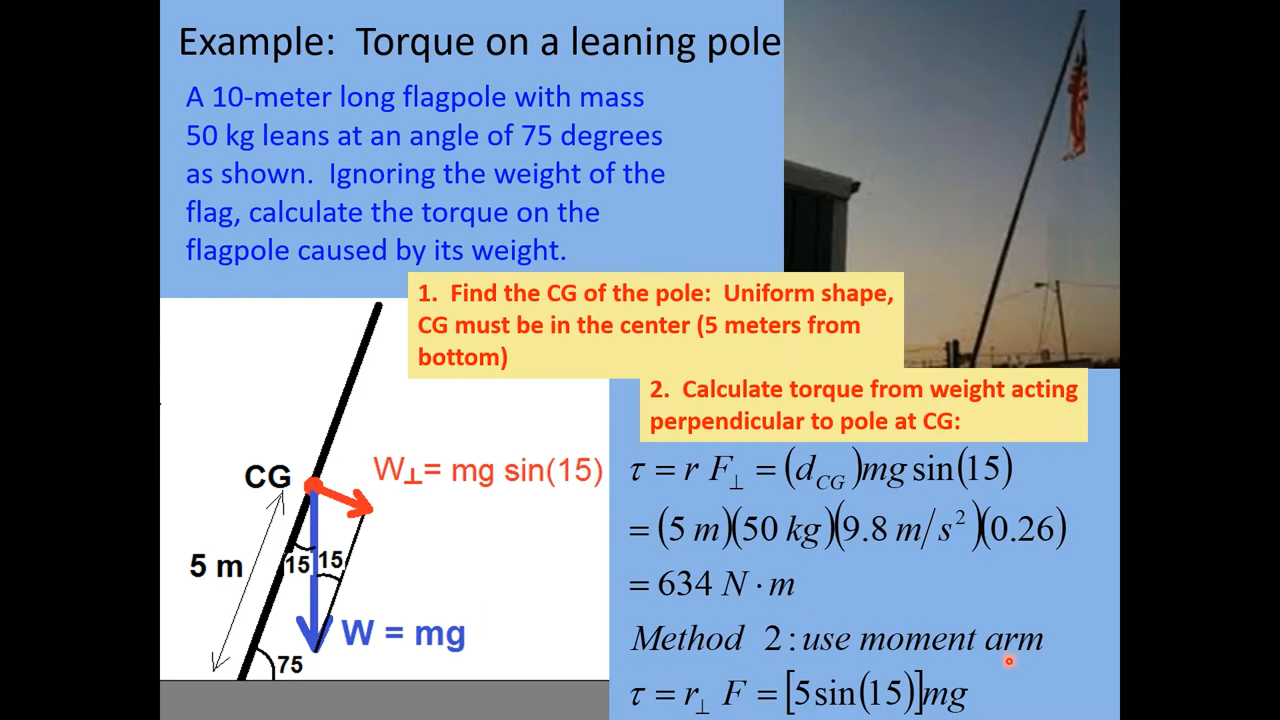 Example: Torque on a leaning pole
A 10-meter long flagpole with mass
50 kg leans at an angle of 75 degrees
as shown. Ignoring the weight of the
flag, calculate the torque on the
flagpole caused by its weight.
1. Find the CG of the pole: Uniform shape,
CG must be in the center (5 meters from
bottom)
2. Calculate torque from weight acting
perpendicular to pole at CG:
CG
W⊥= mg sin(15)
15
15
5 m
W = mg
75
τ = r F⊥ = (d_CG)mg sin(15)
= (5 m)(50 kg)(9.8 m/s²)(0.26)
= 634 N·m
Method 2: use moment arm
τ = r⊥ F = [5sin(15)]mg